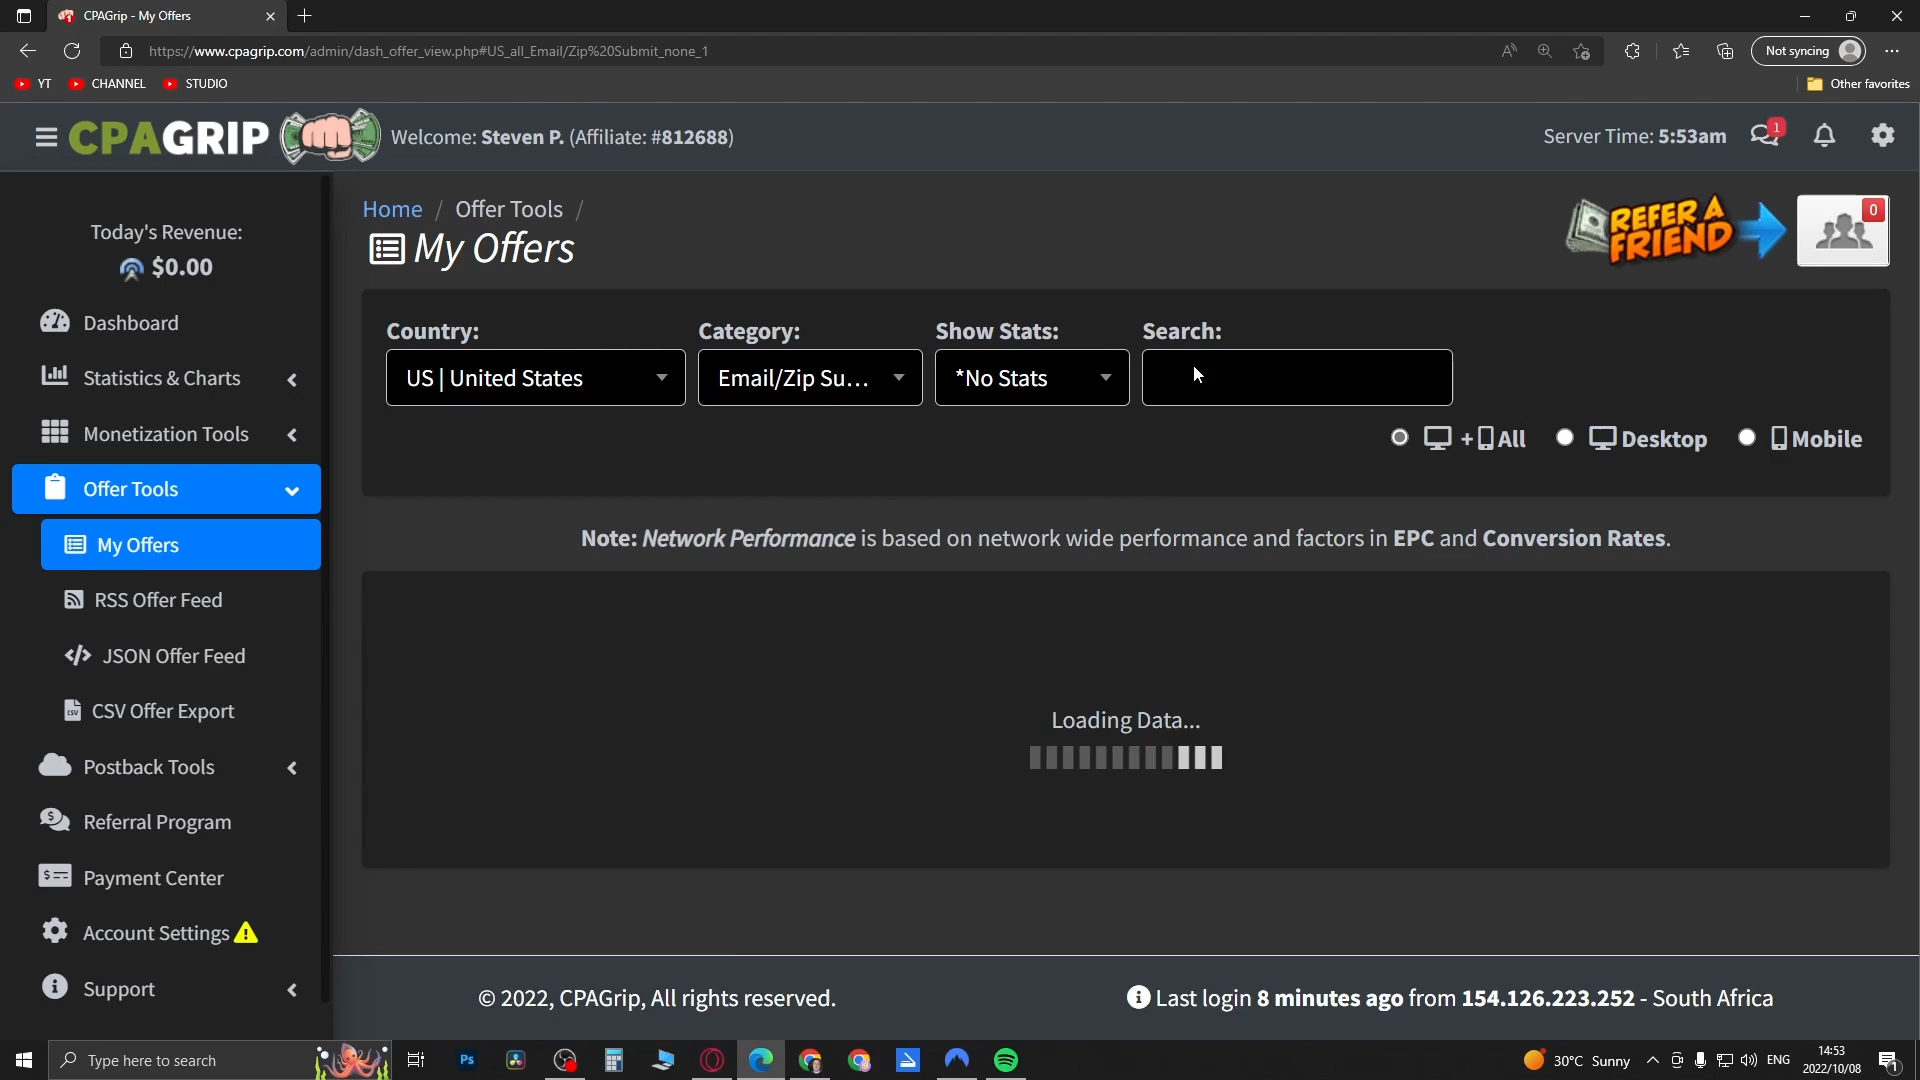 CPAGrip - My Offers
https://www.cpagrip.com/admin/dash_offer_view.php#US_all_Email/Zip%20Submit_none_1
Not syncing
YT
CHANNEL
STUDIO
Other favorites
CPAGRIP
Welcome: Steven P. (Affiliate: #812688)
Server Time: 5:53am
1
Today's Revenue:
$0.00
Dashboard
Statistics & Charts
Monetization Tools
Offer Tools
My Offers
RSS Offer Feed
JSON Offer Feed
CSV Offer Export
Postback Tools
Referral Program
Payment Center
Account Settings
Support
Home / Offer Tools /
My Offers
REFER A
FRIEND
0
Country:
Category:
Show Stats:
Search:
US | United States
Email/Zip Su...
*No Stats
+ All
Desktop
Mobile
Note: Network Performance is based on network wide performance and factors in EPC and Conversion Rates.
Loading Data...
© 2022, CPAGrip, All rights reserved.
Last login 8 minutes ago from 154.126.223.252 - South Africa
Type here to search
Ps
30°C Sunny
ENG
14:53
2022/10/08
1